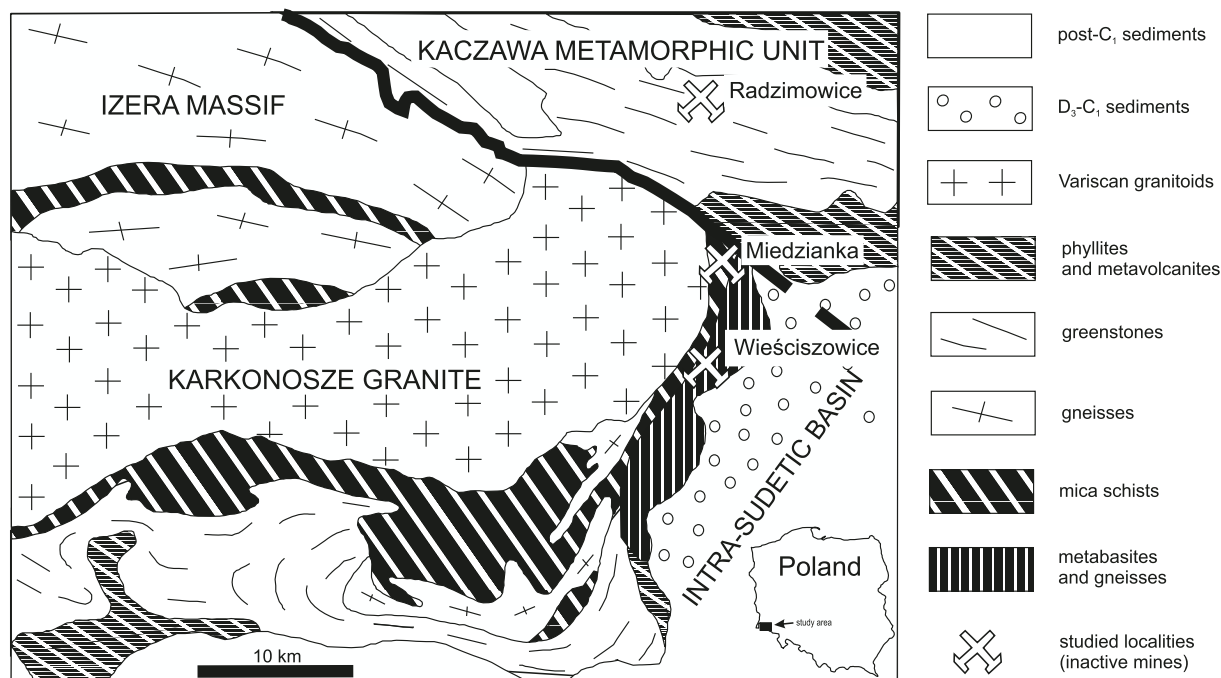 KACZAWA METAMORPHIC UNIT
Radzimowice
IZERA MASSIF
Miedzianka
Wieściszowice
KARKONOSZE GRANITE
INTRA-SUDETIC BASIN
Poland
study area
10 km
post-C₁ sediments
D₃-C₁ sediments
Variscan granitoids
phyllites
and metavolcanites
greenstones
gneisses
mica schists
metabasites
and gneisses
studied localities
(inactive mines)